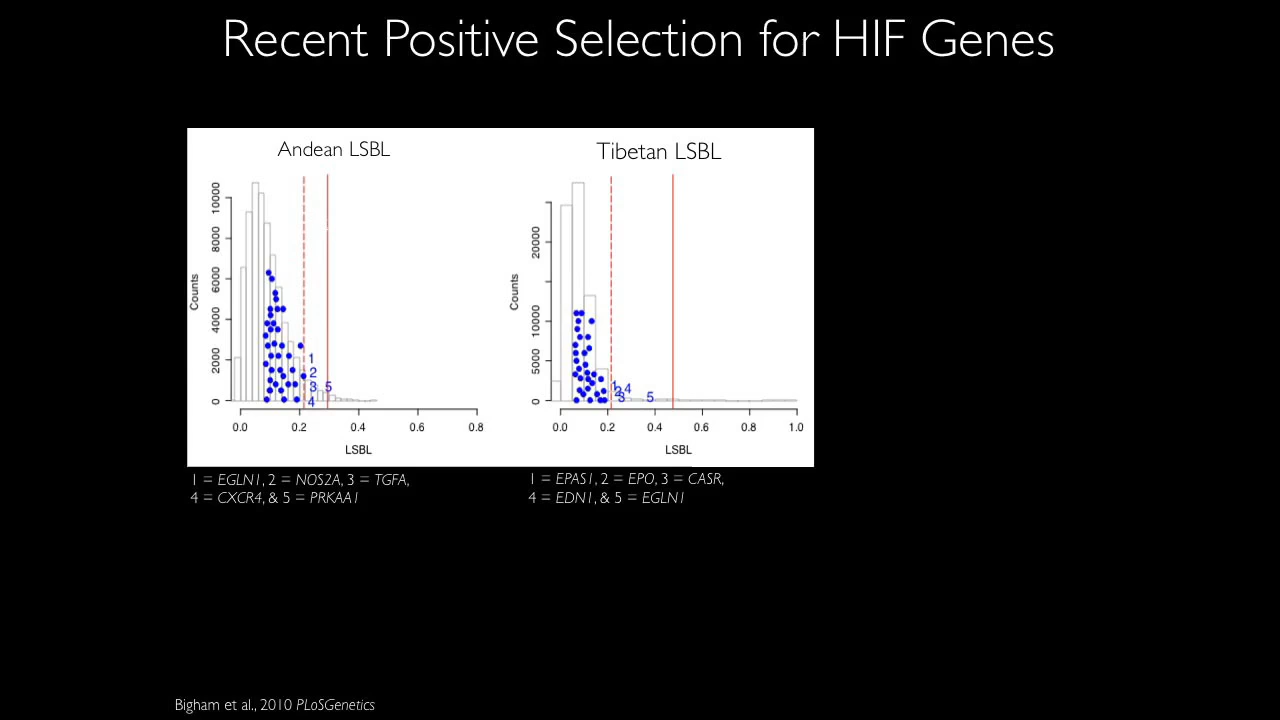 Recent Positive Selection for HIF Genes
Andean LSBL
Tibetan LSBL
Counts
0 2000 4000 6000 8000 10000
1
2
3 5
4
0.0 0.2 0.4 0.6 0.8
LSBL
Counts
0 5000 10000 20000
1
2 4
3
5
0.0 0.2 0.4 0.6 0.8 1.0
LSBL
1 = EGLN1, 2 = NOS2A, 3 = TGFA,
4 = CXCR4, & 5 = PRKAA1
1 = EPAS1, 2 = EPO, 3 = CASR,
4 = EDN1, & 5 = EGLN1
Bigham et al., 2010 PLoSGenetics